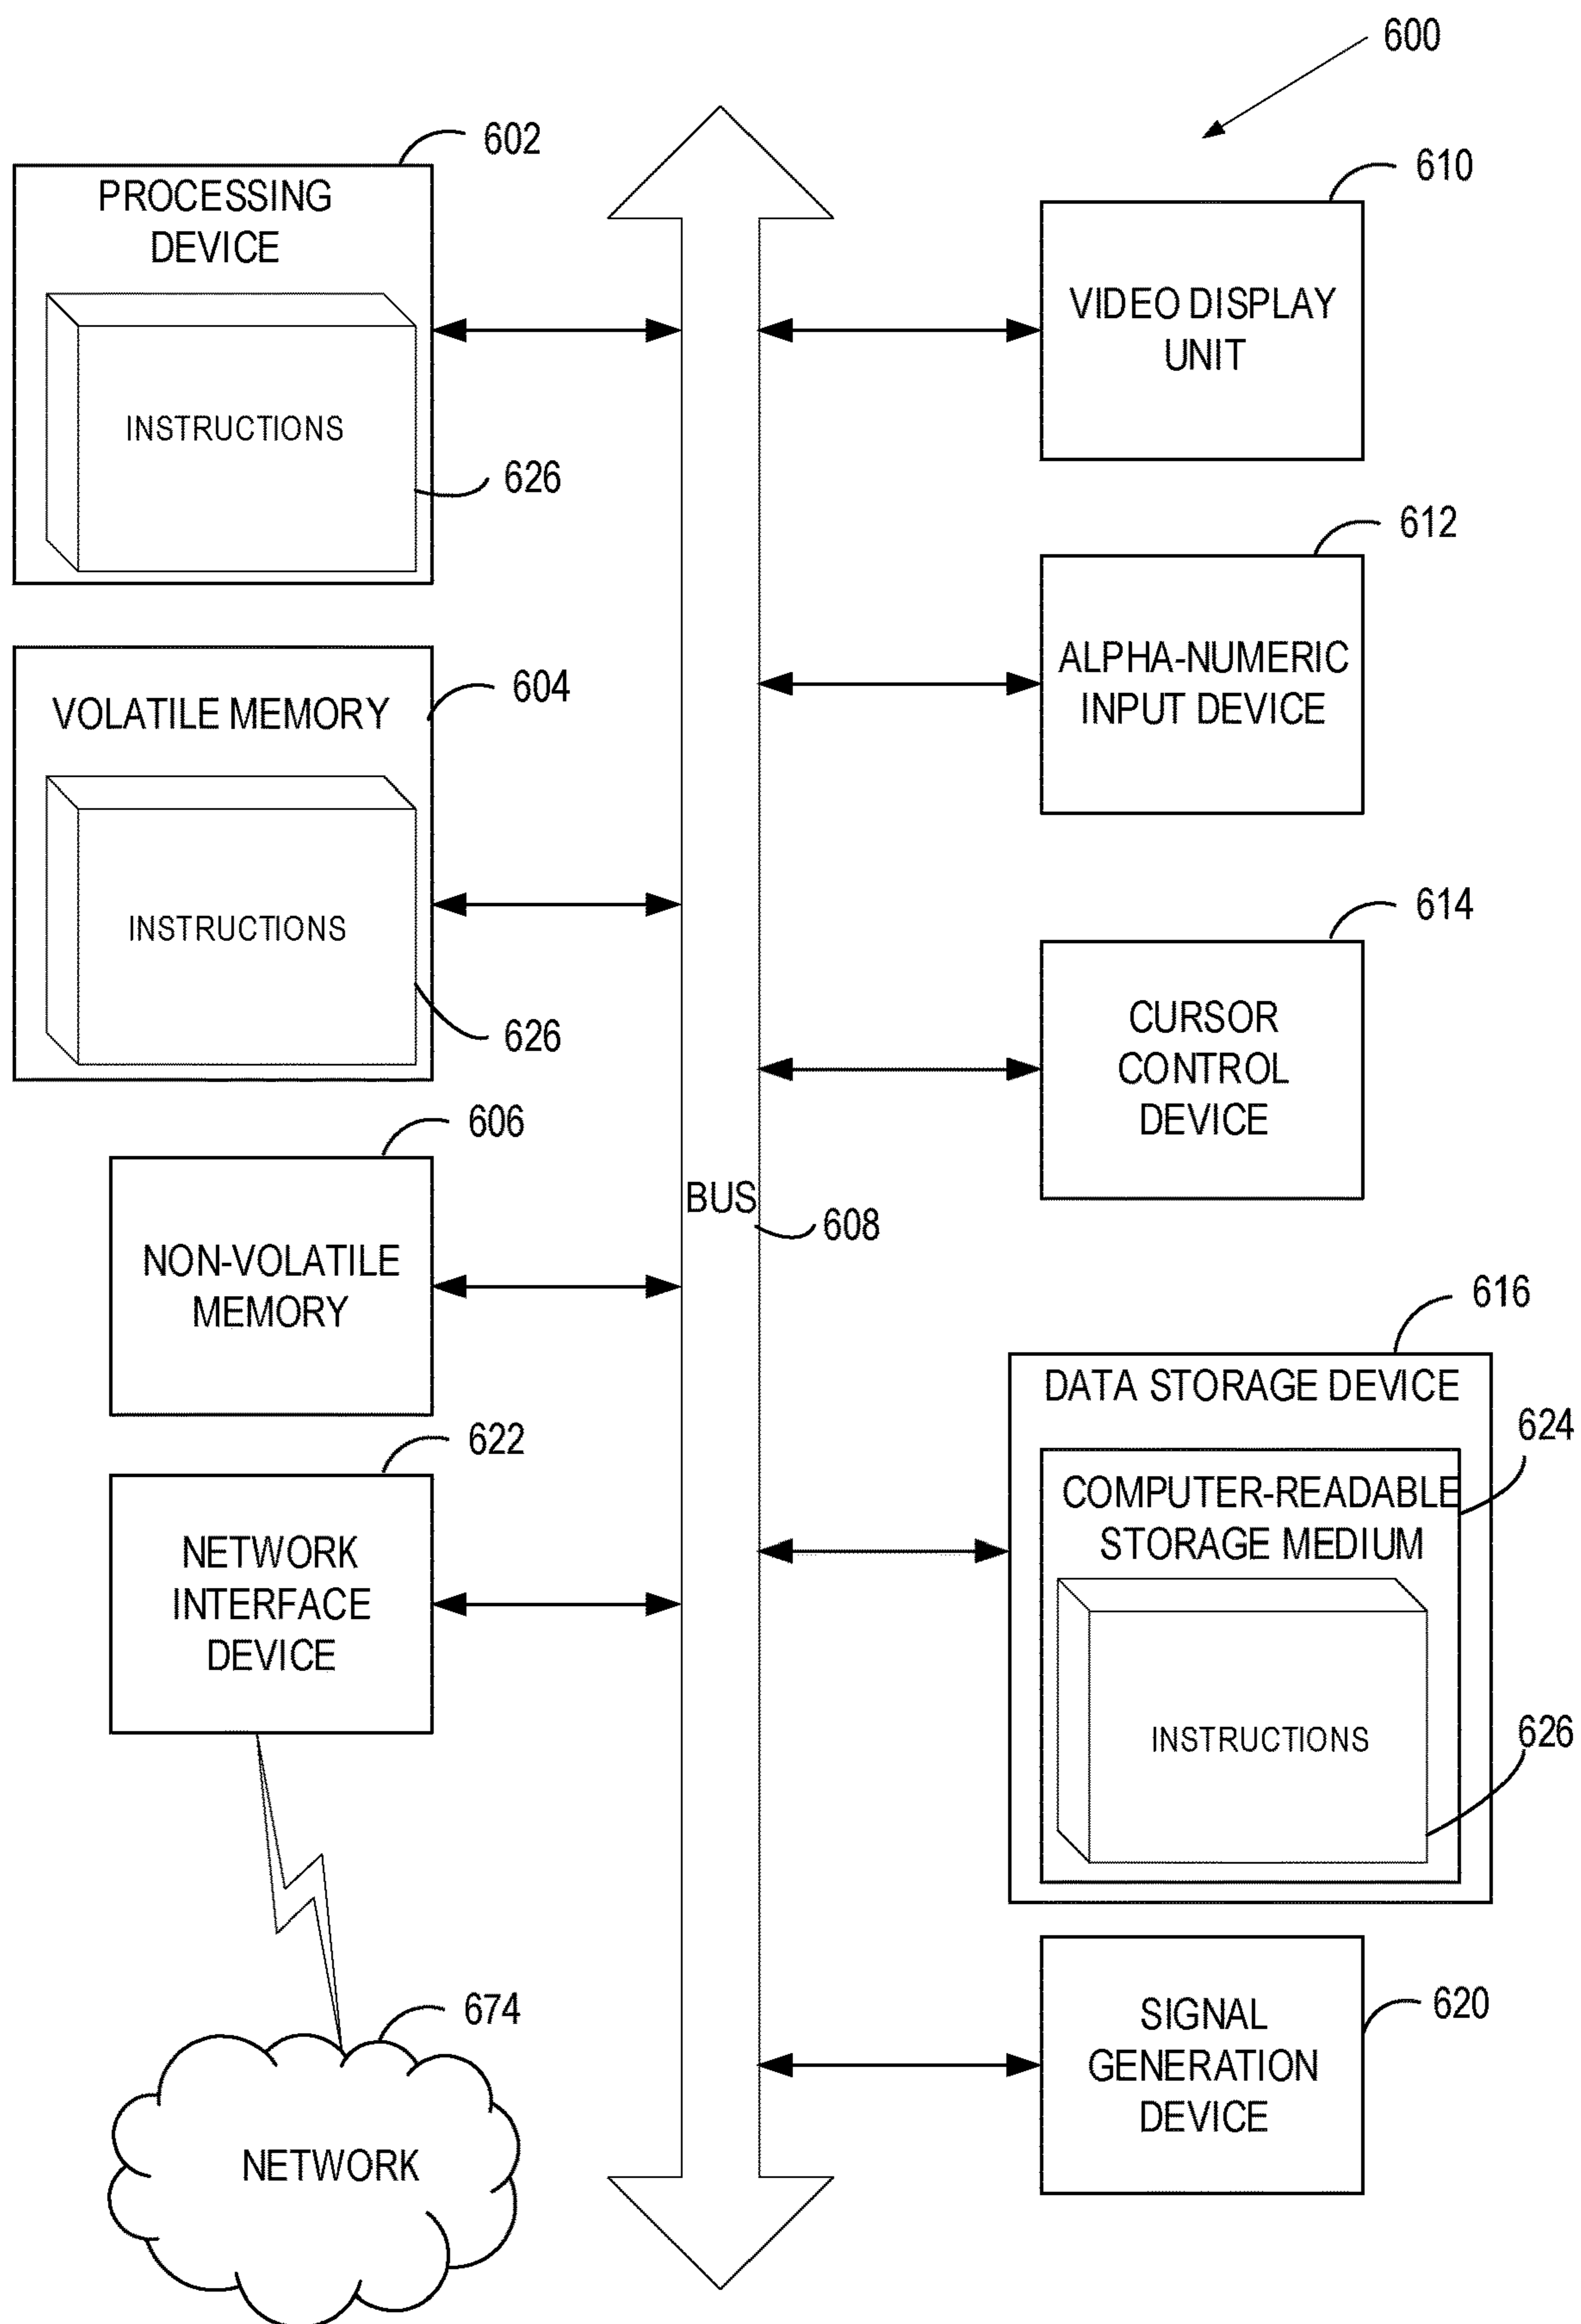 600
602
PROCESSING
DEVICE
INSTRUCTIONS
626
VOLATILE MEMORY
604
INSTRUCTIONS
626
606
NON-VOLATILE
MEMORY
622
NETWORK
INTERFACE
DEVICE
674
NETWORK
BUS
608
610
VIDEO DISPLAY
UNIT
612
ALPHA-NUMERIC
INPUT DEVICE
614
CURSOR
CONTROL
DEVICE
616
DATA STORAGE DEVICE
624
COMPUTER-READABLE
STORAGE MEDIUM
INSTRUCTIONS
626
SIGNAL
GENERATION
DEVICE
620